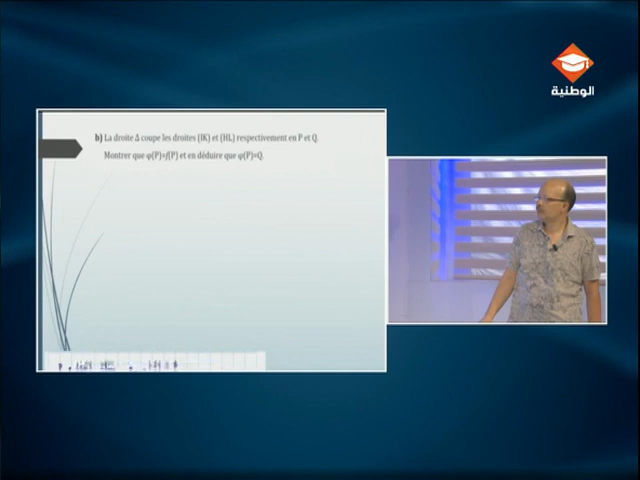 الوطنية
b) La droite Δ coupe les droites (IK) et (HL) respectivement en P et Q.
Montrer que φ(P)=f(P) et en déduire que φ(P)=Q.